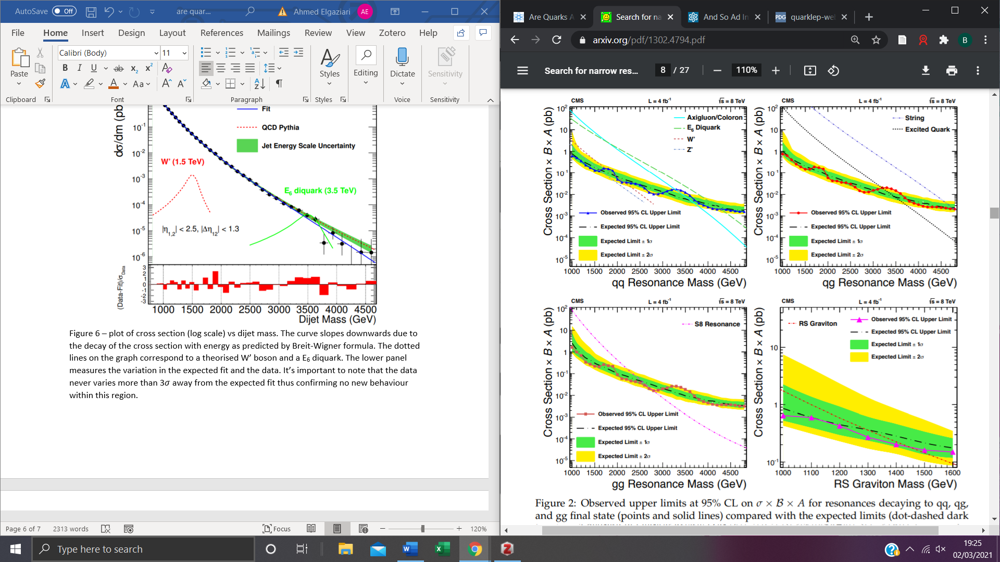 AutoSave Off are quar... Ahmed Elgaziari AE
File Home Insert Design Layout References Mailings Review View Zotero Help
Calibri (Body) 11
Paste
B I U ab x₂ x²
A A Aa A A
Styles Editing Dictate Sensitivity
Clipboard Font Paragraph Styles Voice Sensitivity
dσ/dm (pb
10⁻¹
10⁻²
10⁻³
10⁻⁴
10⁻⁵
10⁻⁶
Fit
QCD Pythia
Jet Energy Scale Uncertainty
W' (1.5 TeV)
E₆ diquark (3.5 TeV)
|η₁,₂| < 2.5, |Δη₁₂| < 1.3
(Data-Fit)/σData
3
2
1
0
-1
-2
-3
1000 1500 2000 2500 3000 3500 4000 4500
Dijet Mass (GeV)
Figure 6 – plot of cross section (log scale) vs dijet mass. The curve slopes downwards due to
the decay of the cross section with energy as predicted by Breit-Wigner formula. The dotted
lines on the graph correspond to a theorised W' boson and a E₆ diquark. The lower panel
measures the variation in the expected fit and the data. It's important to note that the data
never varies more than 3σ away from the expected fit thus confirming no new behaviour
within this region.
Page 6 of 7 2313 words Focus 120%
Are Quarks A Search for na And So Ad In PDG quarklep-web
arxiv.org/pdf/1302.4794.pdf B
Search for narrow res... 8 / 27 110%
CMS L = 4 fb⁻¹ √s = 8 TeV
Cross Section × B × A (pb)
10²
10
1
10⁻¹
10⁻²
10⁻³
10⁻⁴
10⁻⁵
Axigluon/Coloron
E₆ Diquark
W'
Z'
Observed 95% CL Upper Limit
Expected 95% CL Upper Limit
Expected Limit ± 1σ
Expected Limit ± 2σ
1000 1500 2000 2500 3000 3500 4000 4500
qq Resonance Mass (GeV)
CMS L = 4 fb⁻¹ √s = 8 TeV
Cross Section × B × A (pb)
10²
10
1
10⁻¹
10⁻²
10⁻³
10⁻⁴
10⁻⁵
String
Excited Quark
Observed 95% CL Upper Limit
Expected 95% CL Upper Limit
Expected Limit ± 1σ
Expected Limit ± 2σ
1000 1500 2000 2500 3000 3500 4000 4500
qg Resonance Mass (GeV)
CMS L = 4 fb⁻¹ √s = 8 TeV
Cross Section × B × A (pb)
10²
10
1
10⁻¹
10⁻²
10⁻³
10⁻⁴
10⁻⁵
S8 Resonance
Observed 95% CL Upper Limit
Expected 95% CL Upper Limit
Expected Limit ± 1σ
Expected Limit ± 2σ
1000 1500 2000 2500 3000 3500 4000 4500
gg Resonance Mass (GeV)
CMS L = 4 fb⁻¹ √s = 8 TeV
Cross Section × B × A (pb)
10
1
10⁻¹
RS Graviton
Observed 95% CL Upper Limit
Expected 95% CL Upper Limit
Expected Limit ± 1σ
Expected Limit ± 2σ
1000 1100 1200 1300 1400 1500 1600
RS Graviton Mass (GeV)
Figure 2: Observed upper limits at 95% CL on σ × B × A for resonances decaying to qq, qg,
and gg final state (points and solid lines) compared with the expected limits (dot-dashed dark
Type here to search
19:25
02/03/2021